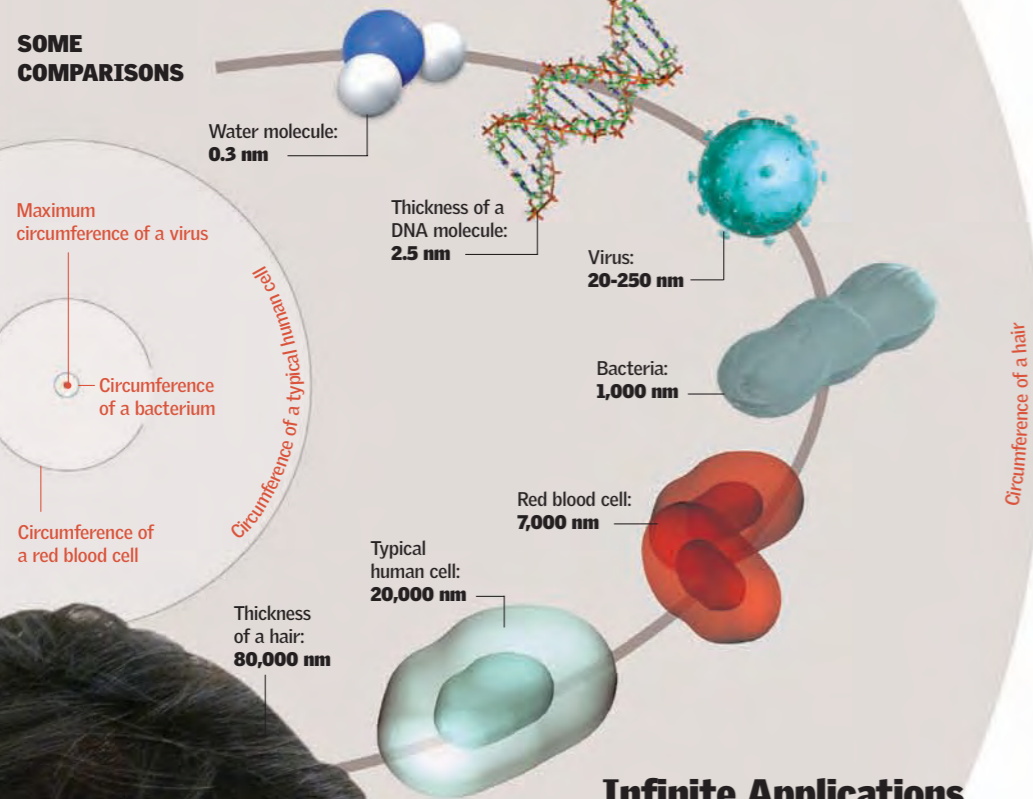 SOME
COMPARISONS
Water molecule:
0.3 nm
Thickness of a
DNA molecule:
2.5 nm
Virus:
20-250 nm
Bacteria:
1,000 nm
Red blood cell:
7,000 nm
Typical
human cell:
20,000 nm
Thickness
of a hair:
80,000 nm
Maximum
circumference of a virus
Circumference
of a bacterium
Circumference of
a red blood cell
Circumference of a typical human cell
Circumference of a hair
Infinite Applications